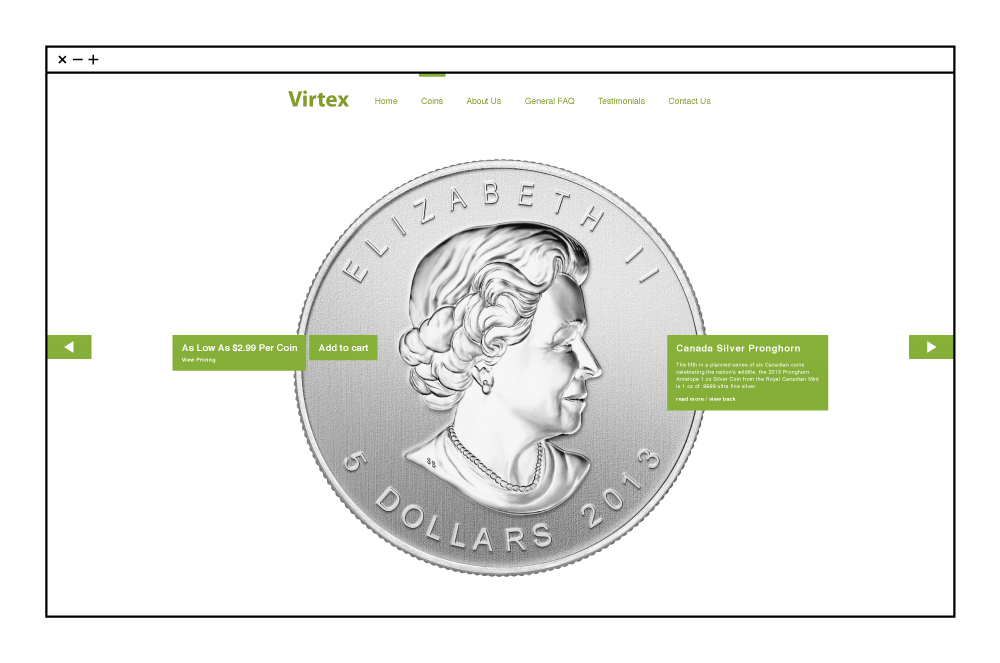 Virtex
Home Coins About Us General FAQ Testimonials Contact Us
ELIZABETH II
As Low As $2.99 Per Coin
View Pricing
Add to cart
Canada Silver Pronghorn
The fifth in a planned series of six Canadian coins
celebrating the nation's wildlife, the 2013 Pronghorn
Antelope 1 oz Silver Coin from the Royal Canadian Mint
is 1 oz of .9999 ultra fine silver.
read more / view back
SB
5 DOLLARS 2013